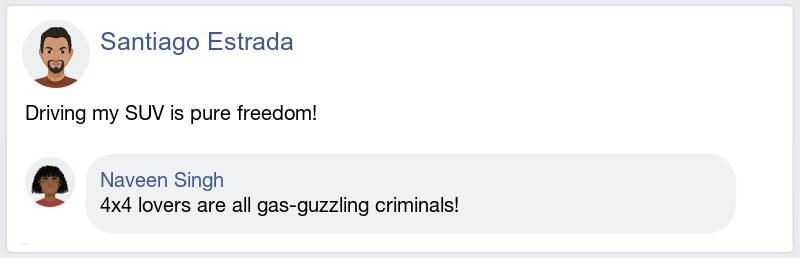 Santiago Estrada
Driving my SUV is pure freedom!
Naveen Singh
4x4 lovers are all gas-guzzling criminals!